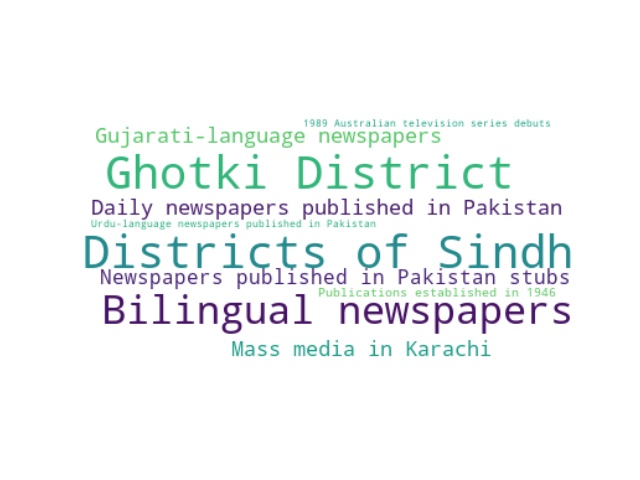 1989 Australian television series debuts
Gujarati-language newspapers
Ghotki District
Daily newspapers published in Pakistan
Urdu-language newspapers published in Pakistan
Districts of Sindh
Newspapers published in Pakistan stubs
Publications established in 1946
Bilingual newspapers
Mass media in Karachi